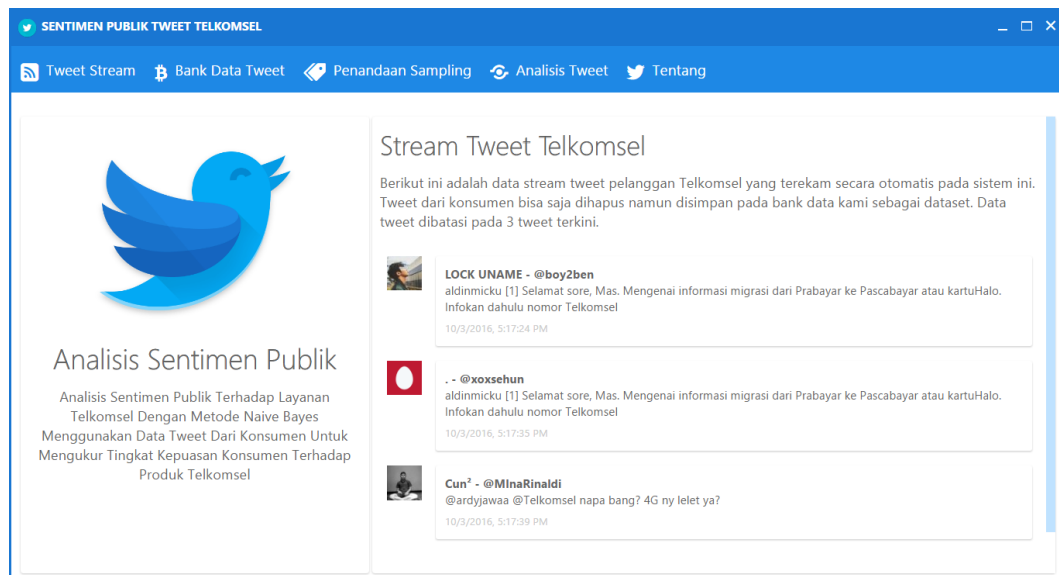 SENTIMEN PUBLIK TWEET TELKOMSEL
Tweet Stream Bank Data Tweet Penandaan Sampling Analisis Tweet Tentang
Analisis Sentimen Publik
Analisis Sentimen Publik Terhadap Layanan
Telkomsel Dengan Metode Naive Bayes
Menggunakan Data Tweet Dari Konsumen Untuk
Mengukur Tingkat Kepuasan Konsumen Terhadap
Produk Telkomsel
Stream Tweet Telkomsel
Berikut ini adalah data stream tweet pelanggan Telkomsel yang terekam secara otomatis pada sistem ini.
Tweet dari konsumen bisa saja dihapus namun disimpan pada bank data kami sebagai dataset. Data
tweet dibatasi pada 3 tweet terkini.
LOCK UNAME - @boy2ben
aldinmicku [1] Selamat sore, Mas. Mengenai informasi migrasi dari Prabayar ke Pascabayar atau kartuHalo.
Infokan dahulu nomor Telkomsel
10/3/2016, 5:17:24 PM
. - @xoxsehun
aldinmicku [1] Selamat sore, Mas. Mengenai informasi migrasi dari Prabayar ke Pascabayar atau kartuHalo.
Infokan dahulu nomor Telkomsel
10/3/2016, 5:17:35 PM
Cun² - @MInaRinaldi
@ardyjawaa @Telkomsel napa bang? 4G ny lelet ya?
10/3/2016, 5:17:39 PM